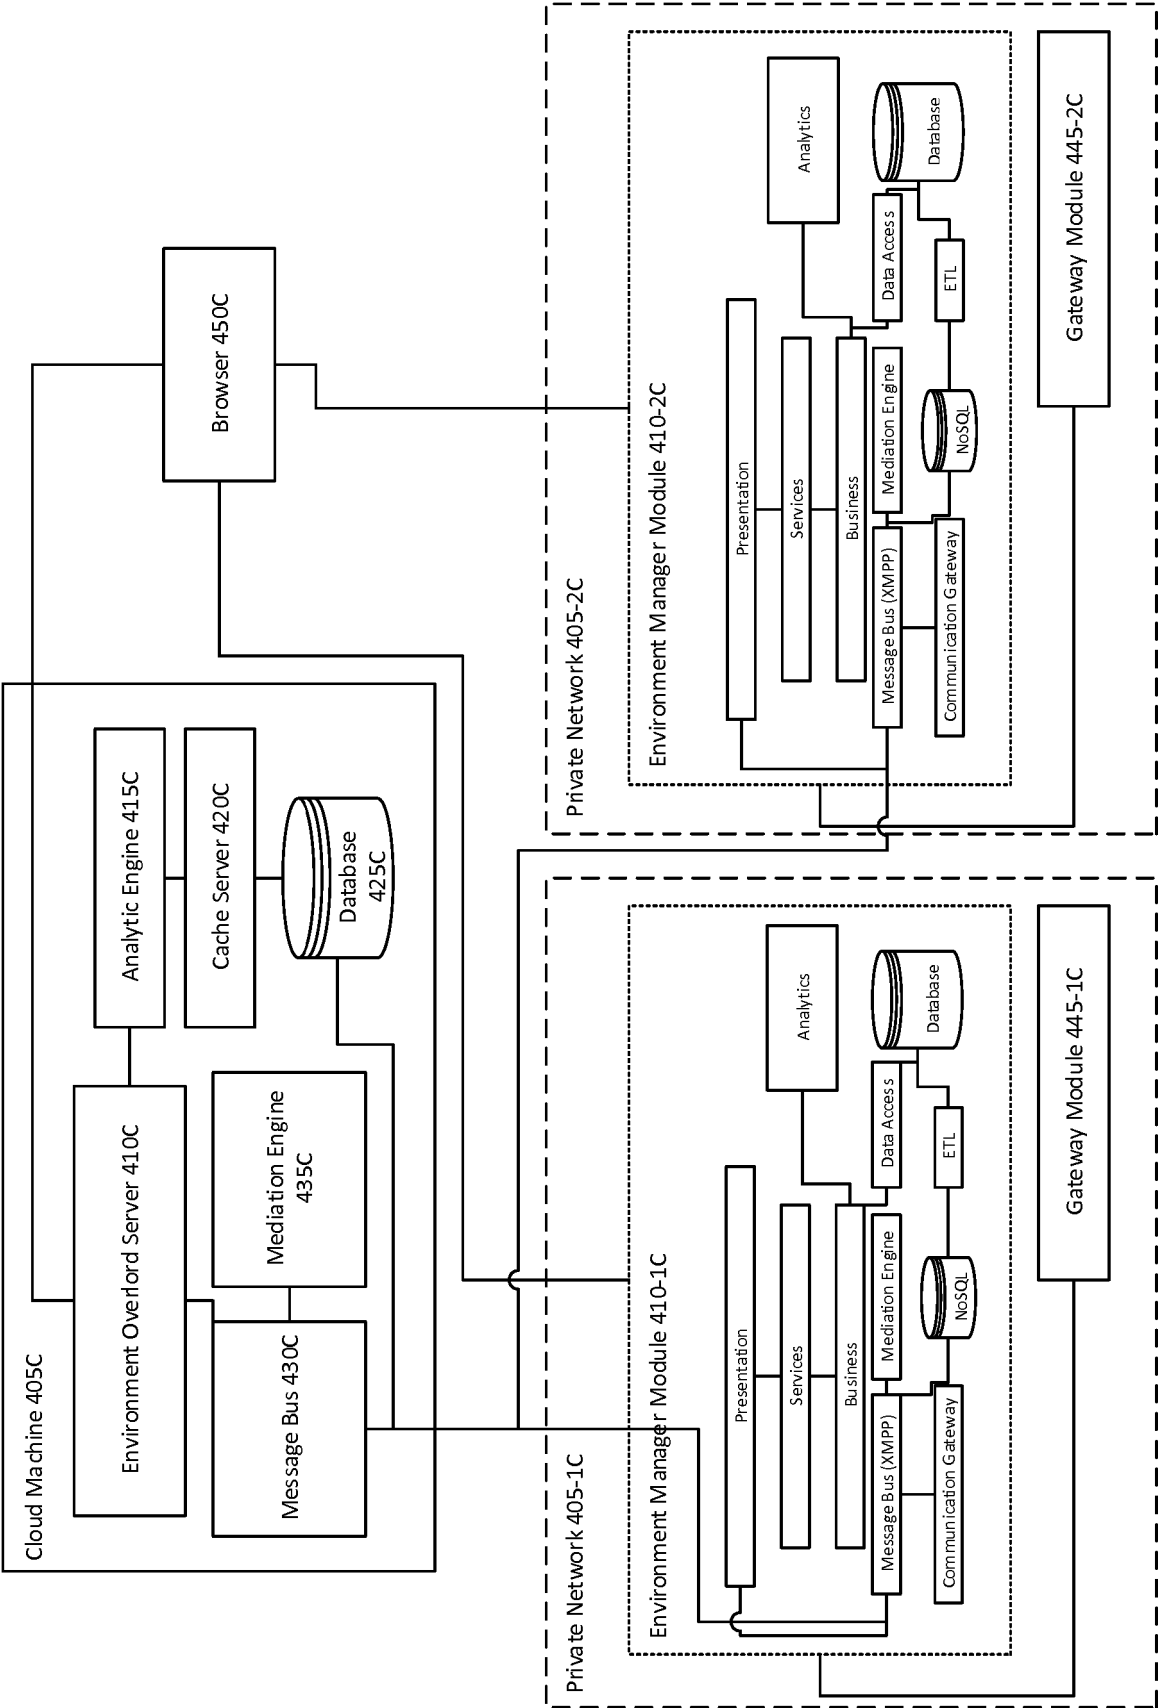 Cloud Machine 405C
Environment Overlord Server 410C
Analytic Engine 415C
Cache Server 420C
Database
425C
Mediation Engine
435C
Message Bus 430C
Browser 450C
Private Network 405-1C
Environment Manager Module 410-1C
Presentation
Services
Business
Analytics
Message Bus (XMPP)
Mediation Engine
Data Access
Database
Communication Gateway
NoSQL
ETL
Gateway Module 445-1C
Private Network 405-2C
Environment Manager Module 410-2C
Presentation
Services
Business
Analytics
Message Bus (XMPP)
Mediation Engine
Data Access
Database
Communication Gateway
NoSQL
ETL
Gateway Module 445-2C